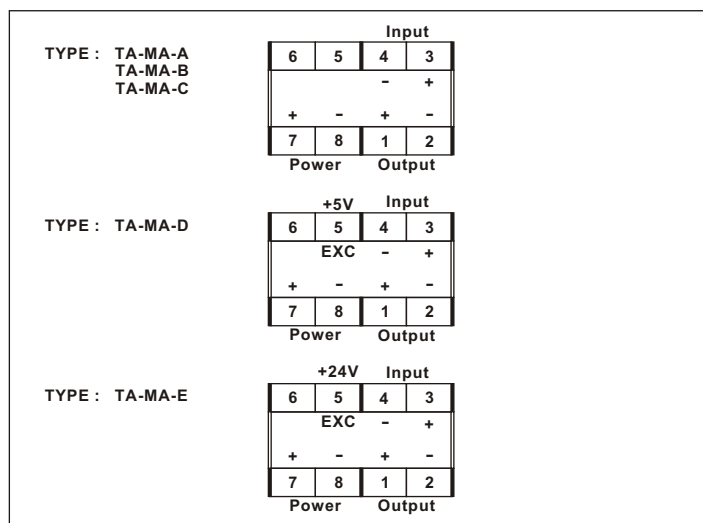 Input
TYPE : TA-MA-A 6 5 4 3
TA-MA-B - +
TA-MA-C
+ - + -
7 8 1 2
Power Output
+5V Input
TYPE : TA-MA-D 6 5 4 3
EXC - +
+ - + -
7 8 1 2
Power Output
+24V Input
TYPE : TA-MA-E 6 5 4 3
EXC - +
+ - + -
7 8 1 2
Power Output